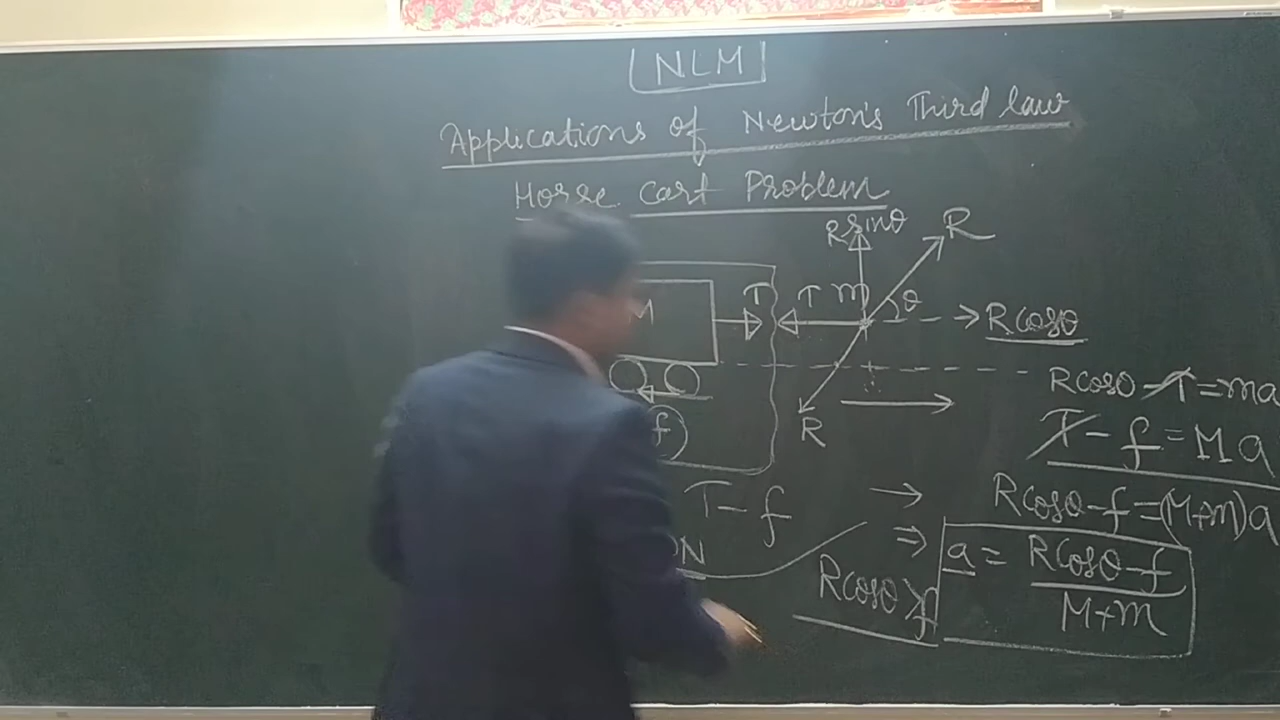 NLM
Applications of Newton's Third law
Horse Cart Problem
Rsinθ
R
M
T
T
m
θ
Rcosθ
R
f
Rcosθ-T=ma
T-f=Ma
T-f
Rcosθ-f=(M+m)a
⇒ a = Rcosθ-f
M+m
Rcosθ>f